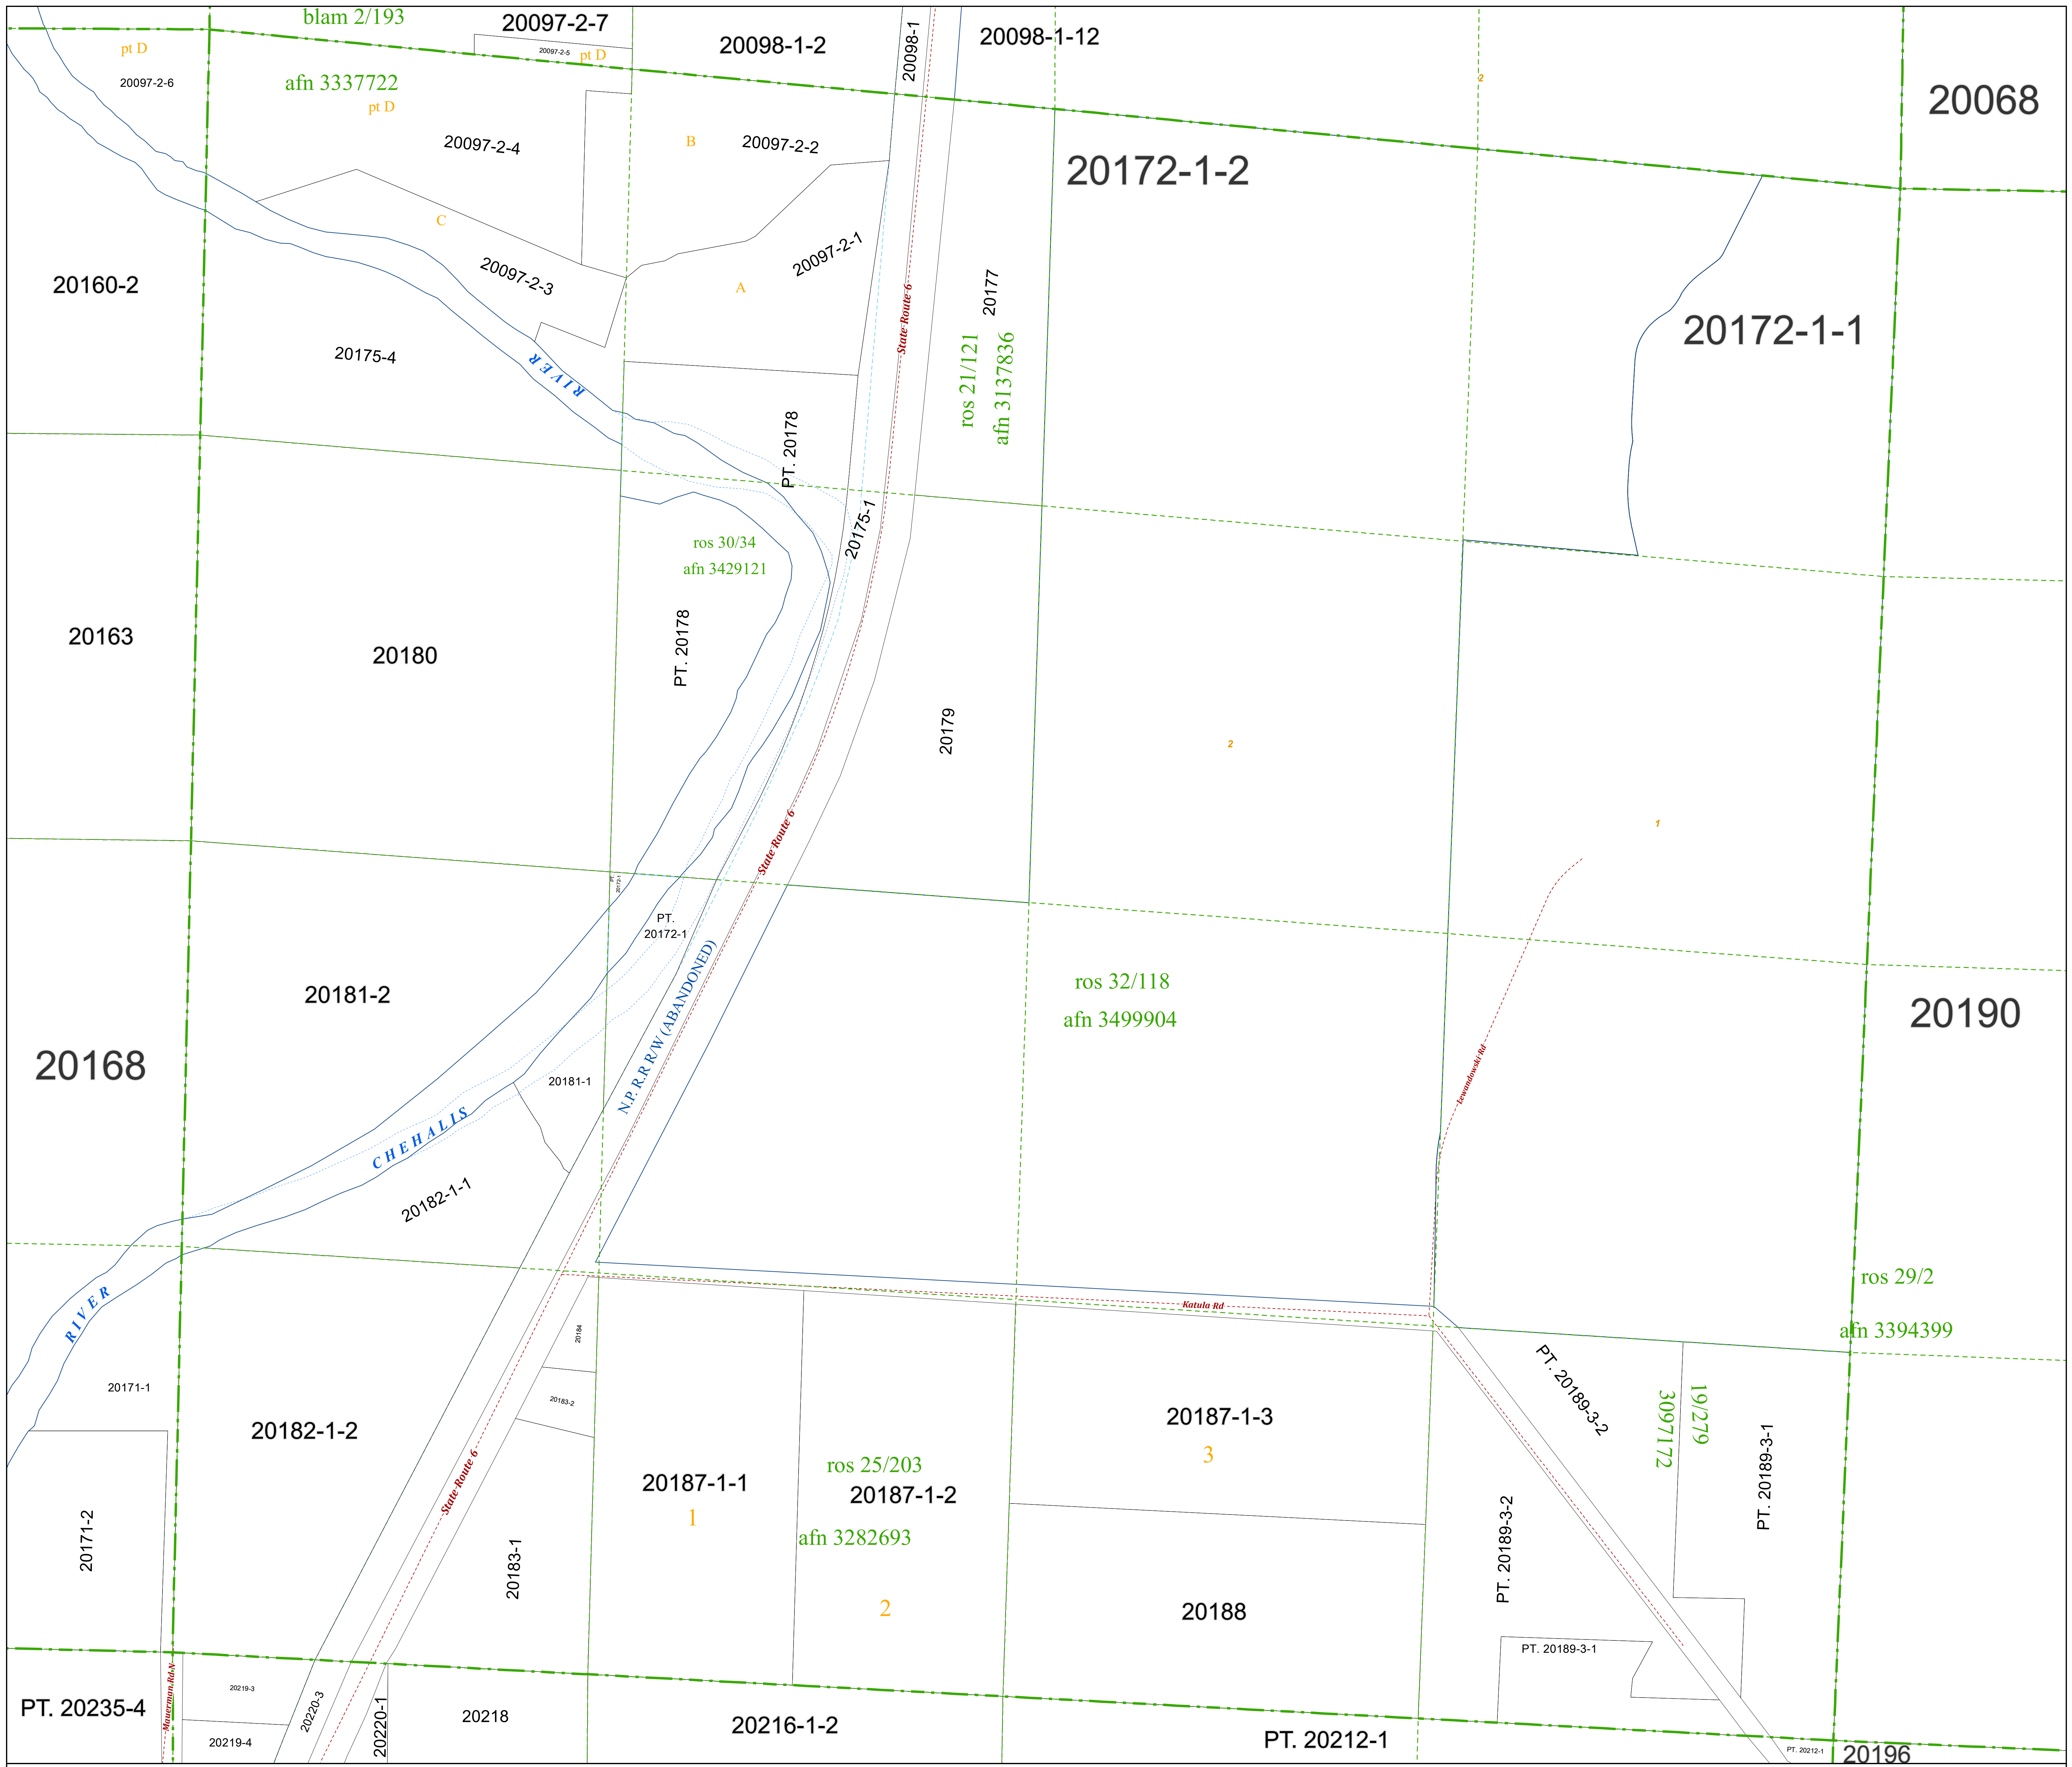 blam 2/193
20097-2-7
20098-1-2
20098-1
20098-1-12
2
20068
pt D
20097-2-5
pt D
20097-2-6
afn 3337722
pt D
20097-2-4
B
20097-2-2
20172-1-2
C
20097-2-3
20097-2-1
A
20160-2
20175-4
RIVER
State Route 6
20177
ros 21/121
afn 3137836
20172-1-1
PT. 20178
20175-1
ros 30/34
afn 3429121
20163
20180
PT. 20178
20179
2
1
State Route 6
PT.
20172-1
PT.
20172-1
N.P. R.R R/W (ABANDONED)
20181-2
ros 32/118
afn 3499904
20190
20168
20181-1
Lewandowski Rd
CHEHALIS
20182-1-1
RIVER
Katula Rd
ros 29/2
afn 3394399
20184
20183-2
20171-1
20182-1-2
State Route 6
20187-1-3
3
PT. 20189-3-2
19/279
3097172
PT. 20189-3-1
20187-1-1
1
ros 25/203
20187-1-2
afn 3282693
2
20171-2
20183-1
PT. 20189-3-2
20188
PT. 20189-3-1
Mauerman Rd N
20219-3
PT. 20235-4
20219-4
20220-3
20220-1
20218
20216-1-2
PT. 20212-1
PT. 20212-1
20196